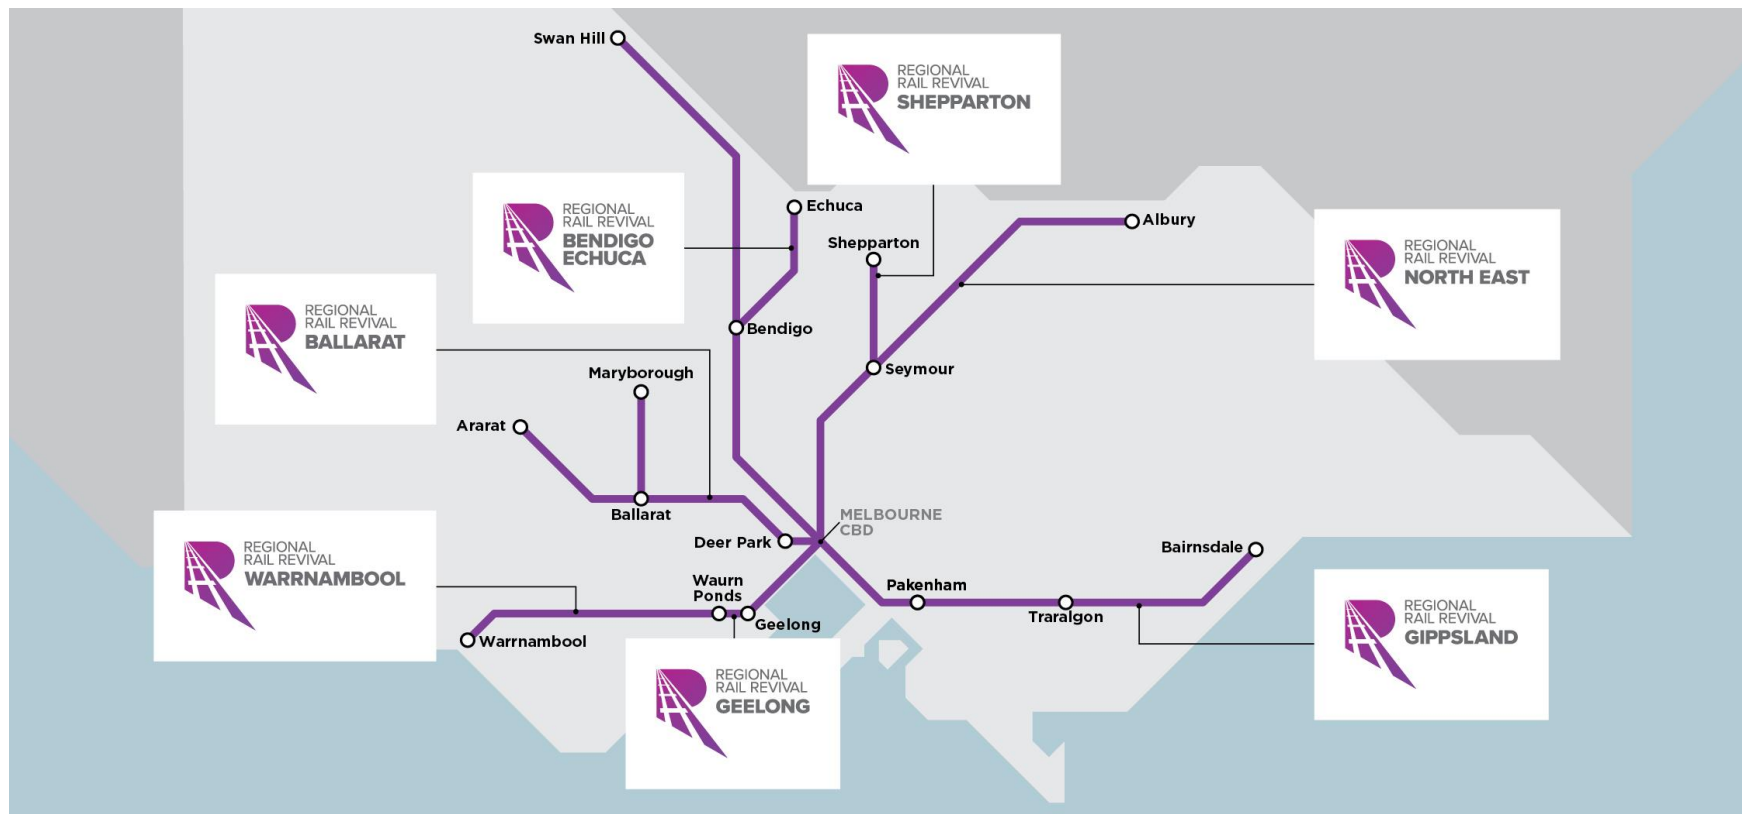 Swan Hill
REGIONAL
RAIL REVIVAL
SHEPPARTON
REGIONAL
RAIL REVIVAL
BENDIGO
ECHUCA
Echuca
Shepparton
Albury
REGIONAL
RAIL REVIVAL
NORTH EAST
REGIONAL
RAIL REVIVAL
BALLARAT
Bendigo
Seymour
Maryborough
Ararat
Ballarat
MELBOURNE
CBD
Deer Park
Bairnsdale
REGIONAL
RAIL REVIVAL
WARRNAMBOOL
Waurn
Ponds
Geelong
Pakenham
Traralgon
Warrnambool
REGIONAL
RAIL REVIVAL
GIPPSLAND
REGIONAL
RAIL REVIVAL
GEELONG